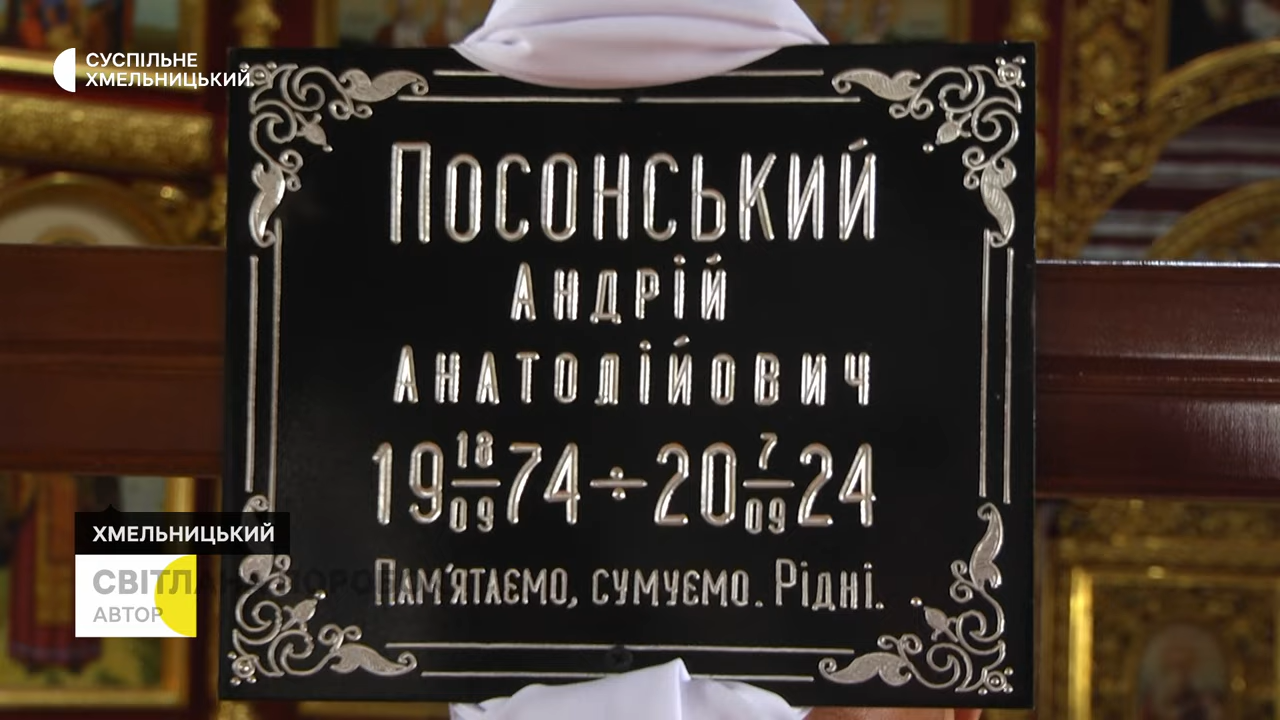 СУСПІЛЬНЕ
ХМЕЛЬНИЦЬКИЙ
Посонський
Андрій
Анатолійович
19 18/09 74 ÷ 20 7/09 24
Пам'ятаємо, сумуємо. Рідні.
ХМЕЛЬНИЦЬКИЙ
АВТОР